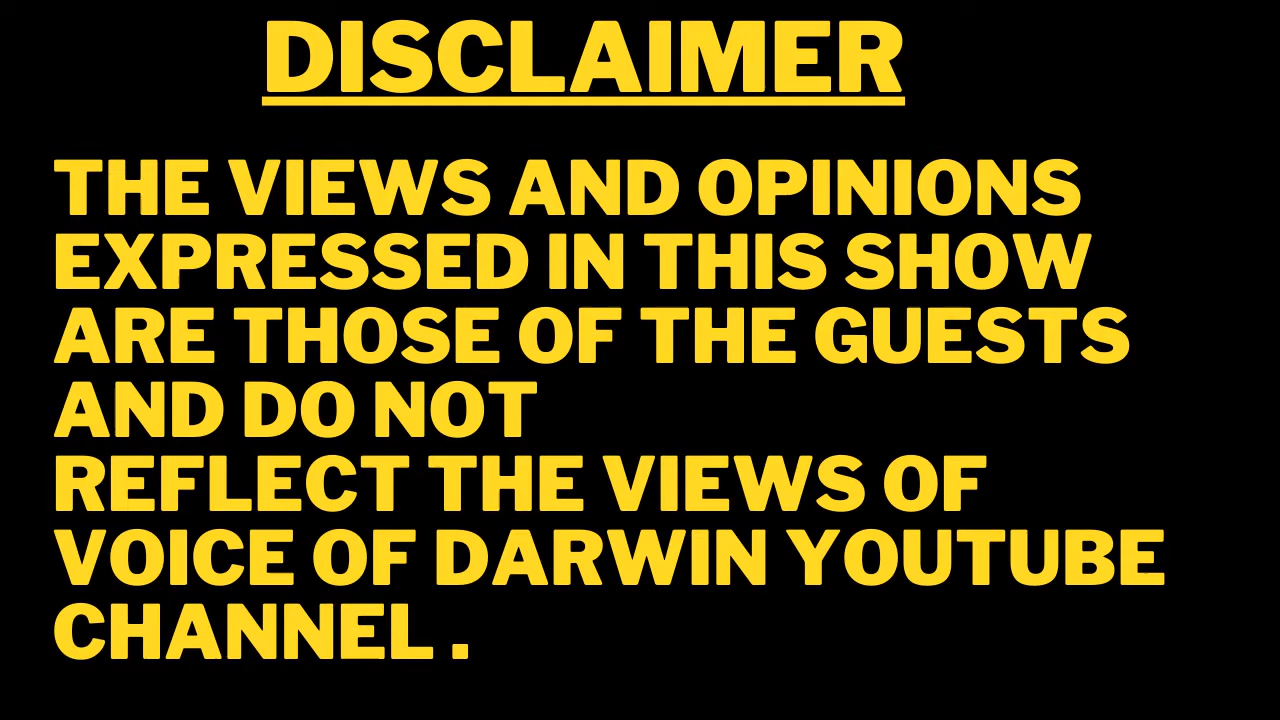 DISCLAIMER
THE VIEWS AND OPINIONS
EXPRESSED IN THIS SHOW
ARE THOSE OF THE GUESTS
AND DO NOT
REFLECT THE VIEWS OF
VOICE OF DARWIN YOUTUBE
CHANNEL .